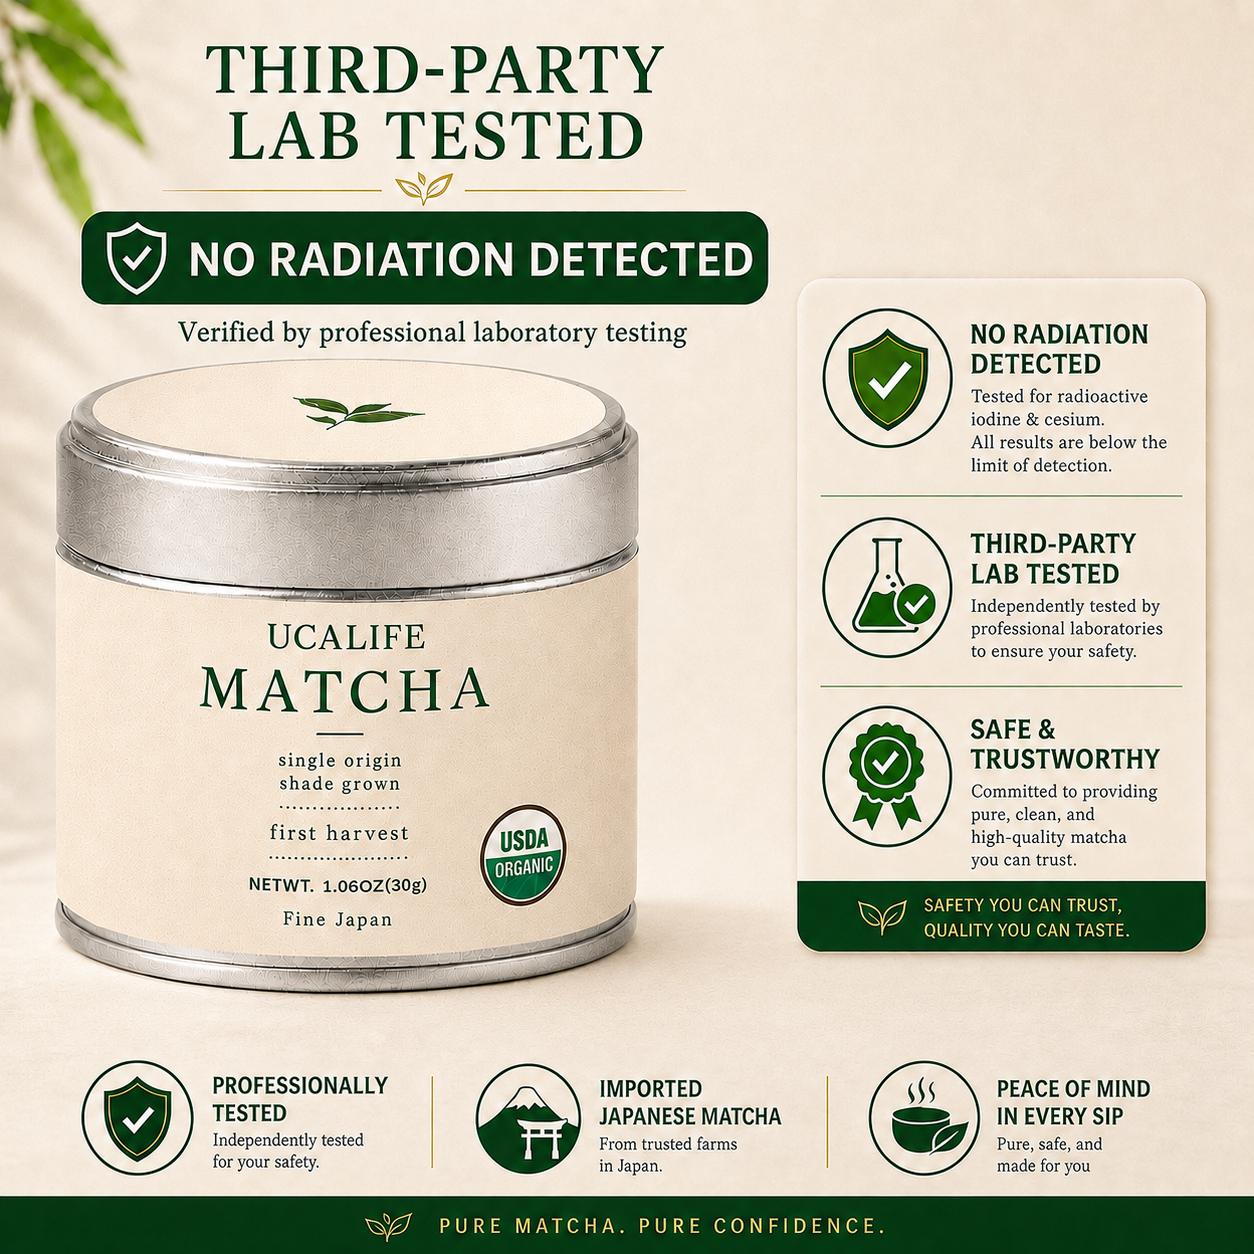 THIRD-PARTY
LAB TESTED
NO RADIATION DETECTED
Verified by professional laboratory testing
UCALIFE
MATCHA
single origin
shade grown
first harvest
NETWT. 1.06OZ(30g)
Fine Japan
USDA
ORGANIC
NO RADIATION
DETECTED
Tested for radioactive
iodine & cesium.
All results are below the
limit of detection.
THIRD-PARTY
LAB TESTED
Independently tested by
professional laboratories
to ensure your safety.
SAFE &
TRUSTWORTHY
Committed to providing
pure, clean, and
high-quality matcha
you can trust.
SAFETY YOU CAN TRUST,
QUALITY YOU CAN TASTE.
PROFESSIONALLY
TESTED
Independently tested
for your safety.
IMPORTED
JAPANESE MATCHA
From trusted farms
in Japan.
PEACE OF MIND
IN EVERY SIP
Pure, safe, and
made for you
PURE MATCHA. PURE CONFIDENCE.